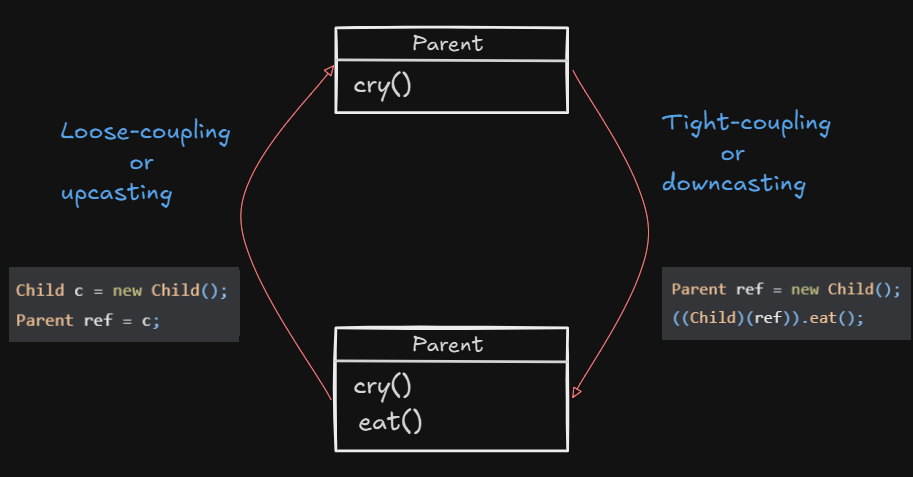 Parent
cry()
Loose-coupling
or
upcasting
Tight-coupling
or
downcasting
Child c = new Child();
Parent ref = c;
Parent ref = new Child();
((Child)(ref)).eat();
Parent
cry()
eat()